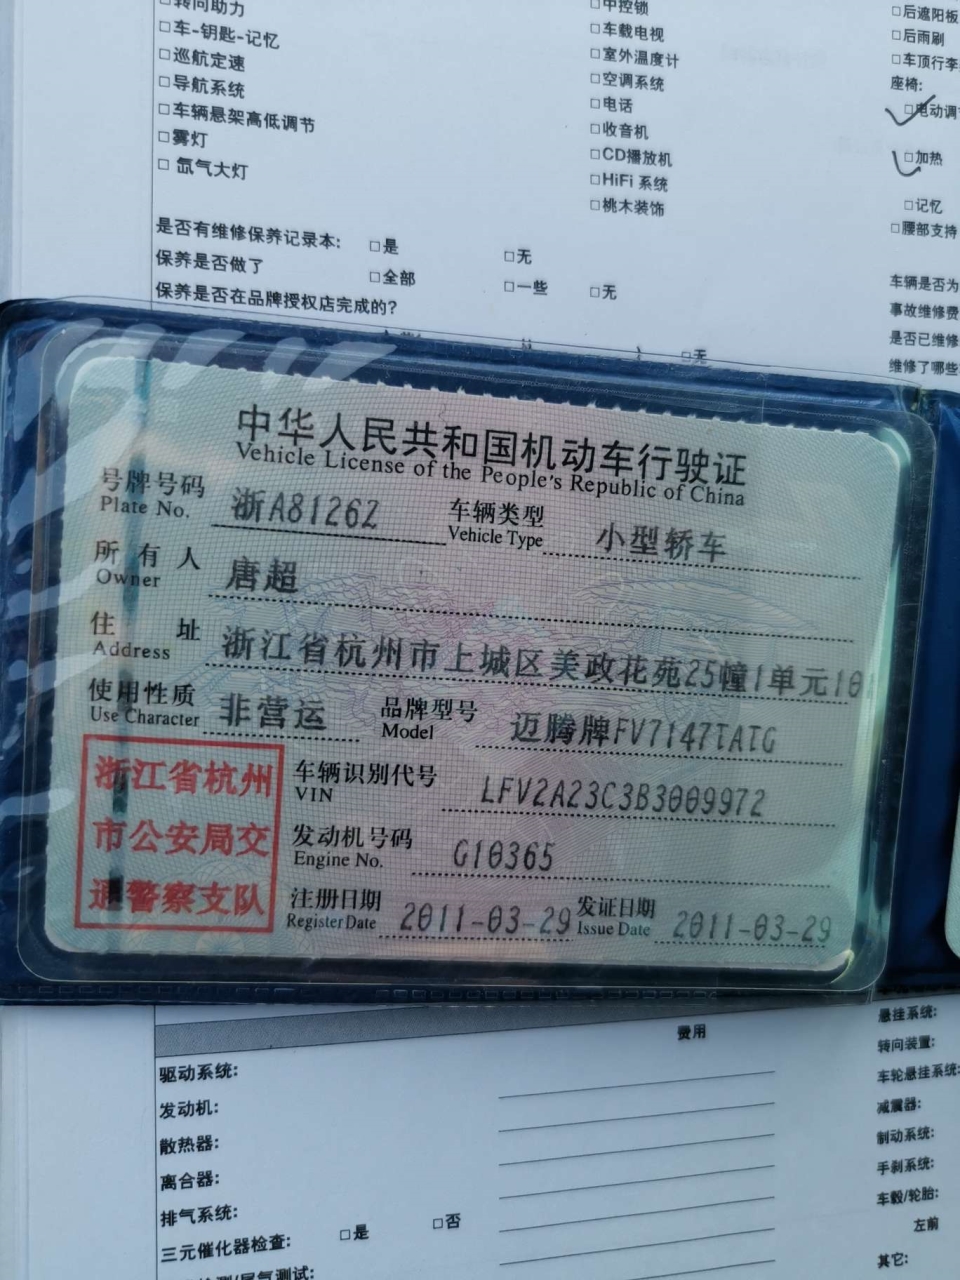 转向助力
□中控锁
□后遮阳板
□车-钥匙-记忆
□车载电视
□后雨刷
□巡航定速
□室外温度计
□车顶行李
□导航系统
□空调系统
座椅:
□车辆悬架高低调节
□电话
□电动调节
□雾灯
□收音机
□加热
□ 氙气大灯
□CD播放机
□HiFi 系统
□记忆
□桃木装饰
□腰部支持
是否有维修保养记录本: □是 □无
保养是否做了 □全部 □一些 □无
车辆是否为
保养是否在品牌授权店完成的?
事故维修费
是否已维修
□无
维修了哪些
中华人民共和国机动车行驶证
Vehicle License of the People's Republic of China
号牌号码 浙A8126Z 车辆类型 小型轿车
Plate No. Vehicle Type
所有人 唐超
Owner
住址 浙江省杭州市上城区美政花苑25幢1单元10
Address
使用性质 非营运 品牌型号 迈腾牌FV7147TATG
Use Character Model
浙江省杭州
市公安局交
通警察支队
车辆识别代号 LFV2A23C3B3009972
VIN
发动机号码 G10365
Engine No.
注册日期 2011-03-29 发证日期 2011-03-29
Register Date Issue Date
费用
悬挂系统:
驱动系统:
转向装置:
发动机:
车轮悬挂系统:
散热器:
减震器:
离合器:
制动系统:
排气系统:
手刹系统:
三元催化器检查: □是 □否
车毂/轮胎:
左前
其它: